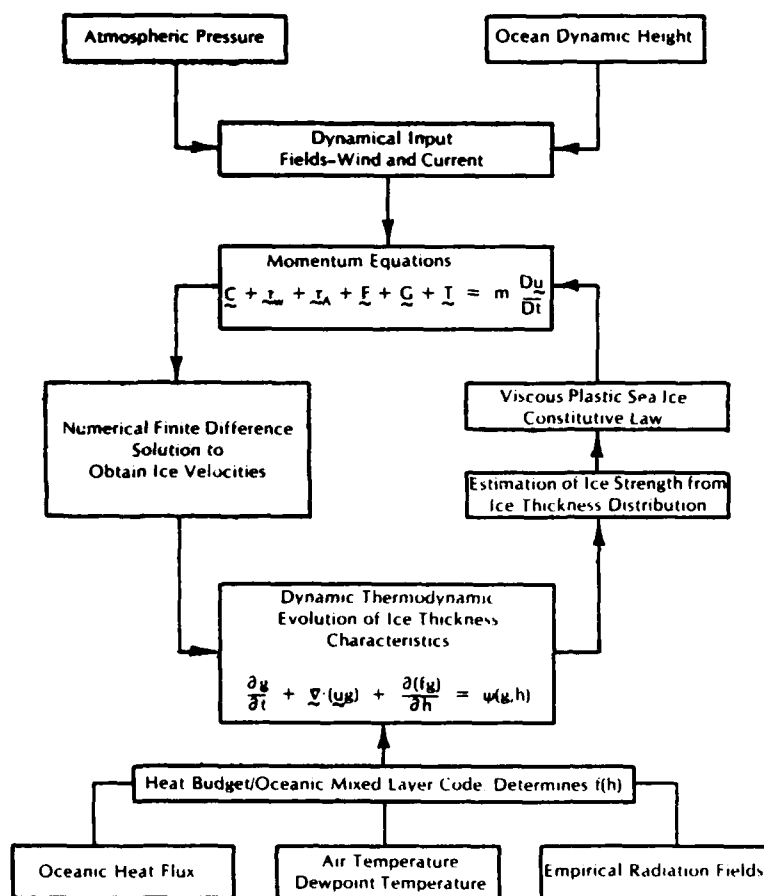 Atmospheric Pressure
Ocean Dynamic Height
Dynamical Input
Fields-Wind and Current
Momentum Equations
C + τ_w + τ_A + F + G + T = m Du/Dt
Numerical Finite Difference
Solution to
Obtain Ice Velocities
Viscous Plastic Sea Ice
Constitutive Law
Estimation of Ice Strength from
Ice Thickness Distribution
Dynamic Thermodynamic
Evolution of Ice Thickness
Characteristics
∂g/∂t + ∇·(ug) + ∂(fg)/∂h = ψ(g,h)
Heat Budget/Oceanic Mixed Layer Code Determines f(h)
Oceanic Heat Flux
Air Temperature
Dewpoint Temperature
Empirical Radiation Fields